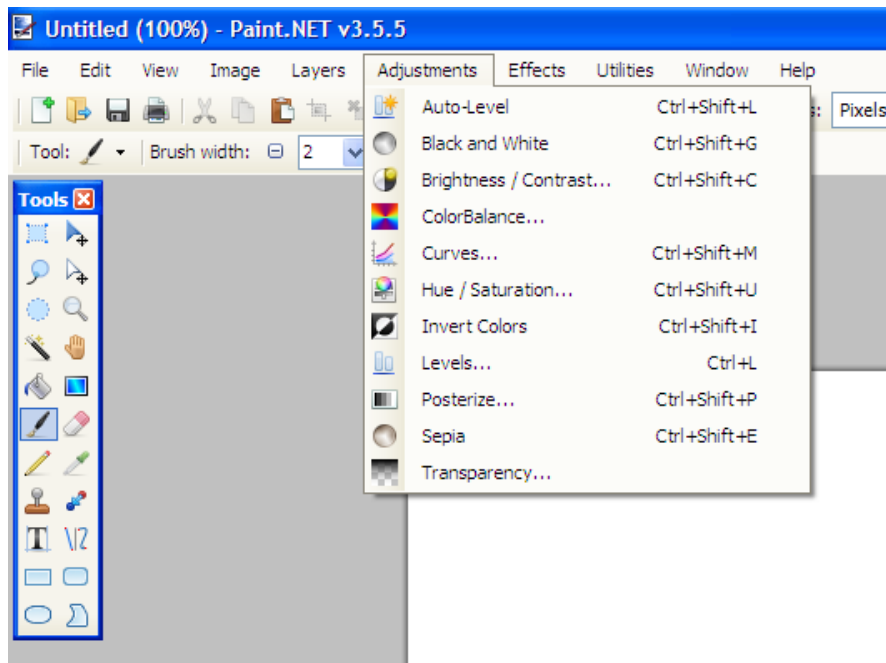 Untitled (100%) - Paint.NET v3.5.5
File Edit View Image Layers Adjustments Effects Utilities Window Help
Pixels
Tool: Brush width: 2
Tools
Auto-Level Ctrl+Shift+L
Black and White Ctrl+Shift+G
Brightness / Contrast... Ctrl+Shift+C
ColorBalance...
Curves... Ctrl+Shift+M
Hue / Saturation... Ctrl+Shift+U
Invert Colors Ctrl+Shift+I
Levels... Ctrl+L
Posterize... Ctrl+Shift+P
Sepia Ctrl+Shift+E
Transparency...